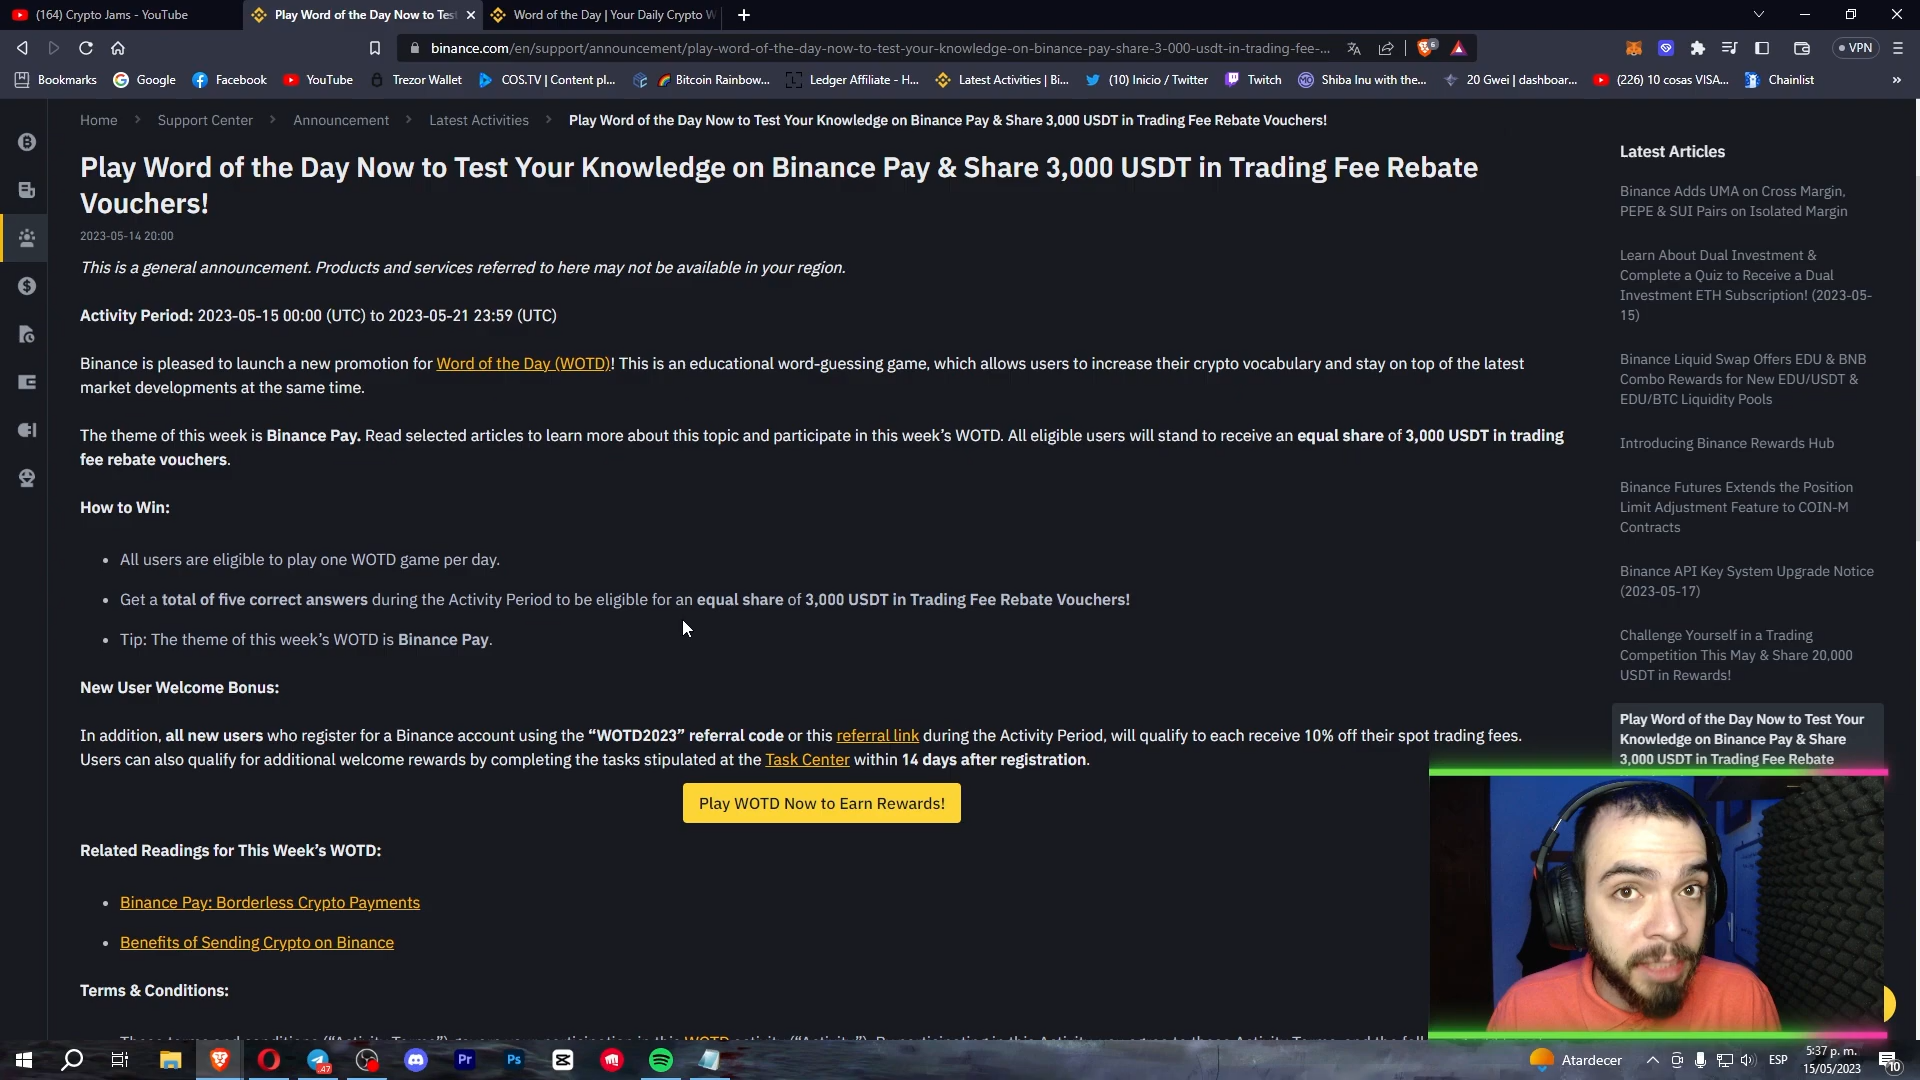 (164) Crypto Jams - YouTube
Play Word of the Day Now to Test
Word of the Day | Your Daily Crypto W
binance.com/en/support/announcement/play-word-of-the-day-now-to-test-your-knowledge-on-binance-pay-share-3-000-usdt-in-trading-fee-...
6
VPN
Bookmarks
Google
Facebook
YouTube
Trezor Wallet
COS.TV | Content pl...
Bitcoin Rainbow...
Ledger Affiliate - H...
Latest Activities | Bi...
(10) Inicio / Twitter
Twitch
Shiba Inu with the...
20 Gwei | dashboar...
(226) 10 cosas VISA...
Chainlist
»
Home > Support Center > Announcement > Latest Activities > Play Word of the Day Now to Test Your Knowledge on Binance Pay & Share 3,000 USDT in Trading Fee Rebate Vouchers!
Play Word of the Day Now to Test Your Knowledge on Binance Pay & Share 3,000 USDT in Trading Fee Rebate
Vouchers!
2023-05-14 20:00
This is a general announcement. Products and services referred to here may not be available in your region.
Activity Period: 2023-05-15 00:00 (UTC) to 2023-05-21 23:59 (UTC)
Binance is pleased to launch a new promotion for Word of the Day (WOTD)! This is an educational word-guessing game, which allows users to increase their crypto vocabulary and stay on top of the latest
market developments at the same time.
The theme of this week is Binance Pay. Read selected articles to learn more about this topic and participate in this week's WOTD. All eligible users will stand to receive an equal share of 3,000 USDT in trading
fee rebate vouchers.
How to Win:
• All users are eligible to play one WOTD game per day.
• Get a total of five correct answers during the Activity Period to be eligible for an equal share of 3,000 USDT in Trading Fee Rebate Vouchers!
• Tip: The theme of this week's WOTD is Binance Pay.
New User Welcome Bonus:
In addition, all new users who register for a Binance account using the “WOTD2023” referral code or this referral link during the Activity Period, will qualify to each receive 10% off their spot trading fees.
Users can also qualify for additional welcome rewards by completing the tasks stipulated at the Task Center within 14 days after registration.
Play WOTD Now to Earn Rewards!
Related Readings for This Week's WOTD:
• Binance Pay: Borderless Crypto Payments
• Benefits of Sending Crypto on Binance
Terms & Conditions:
Latest Articles
Binance Adds UMA on Cross Margin,
PEPE & SUI Pairs on Isolated Margin
Learn About Dual Investment &
Complete a Quiz to Receive a Dual
Investment ETH Subscription! (2023-05-
15)
Binance Liquid Swap Offers EDU & BNB
Combo Rewards for New EDU/USDT &
EDU/BTC Liquidity Pools
Introducing Binance Rewards Hub
Binance Futures Extends the Position
Limit Adjustment Feature to COIN-M
Contracts
Binance API Key System Upgrade Notice
(2023-05-17)
Challenge Yourself in a Trading
Competition This May & Share 20,000
USDT in Rewards!
Play Word of the Day Now to Test Your
Knowledge on Binance Pay & Share
3,000 USDT in Trading Fee Rebate
47
Pr
Ps
Atardecer
ESP
5:37 p. m.
15/05/2023
10